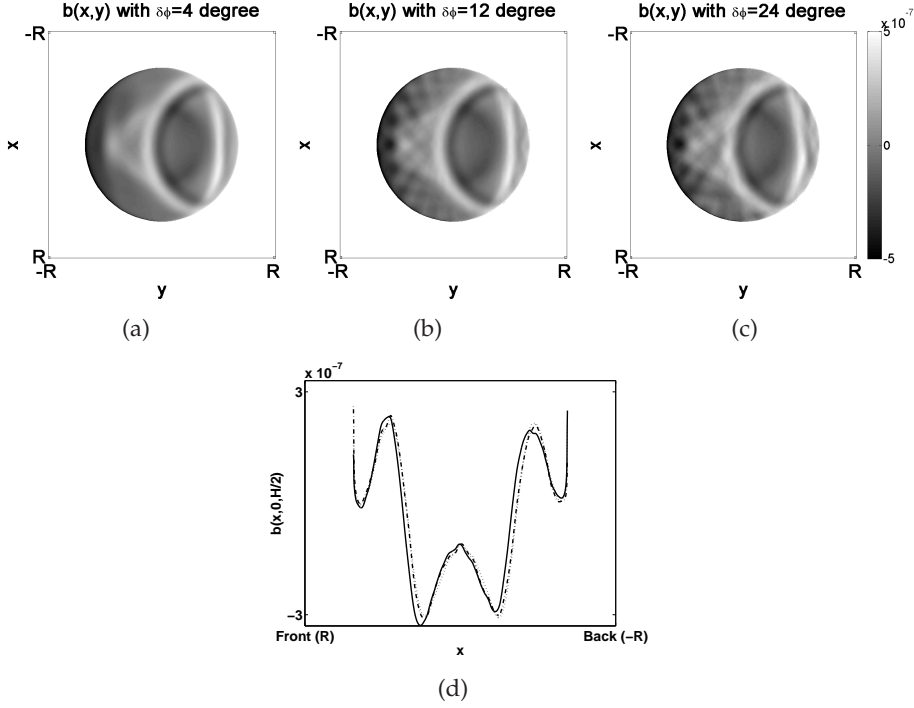 b(x,y) with δϕ=4 degree
b(x,y) with δϕ=12 degree
b(x,y) with δϕ=24 degree
x 10⁻⁷
-R
-R
-R
5
x
x
x
0
R
R
R
-5
-R
R
-R
R
-R
R
y
y
y
(a)
(b)
(c)
x 10⁻⁷
3
b(x,0,H/2)
−3
Front (R)
Back (−R)
x
(d)